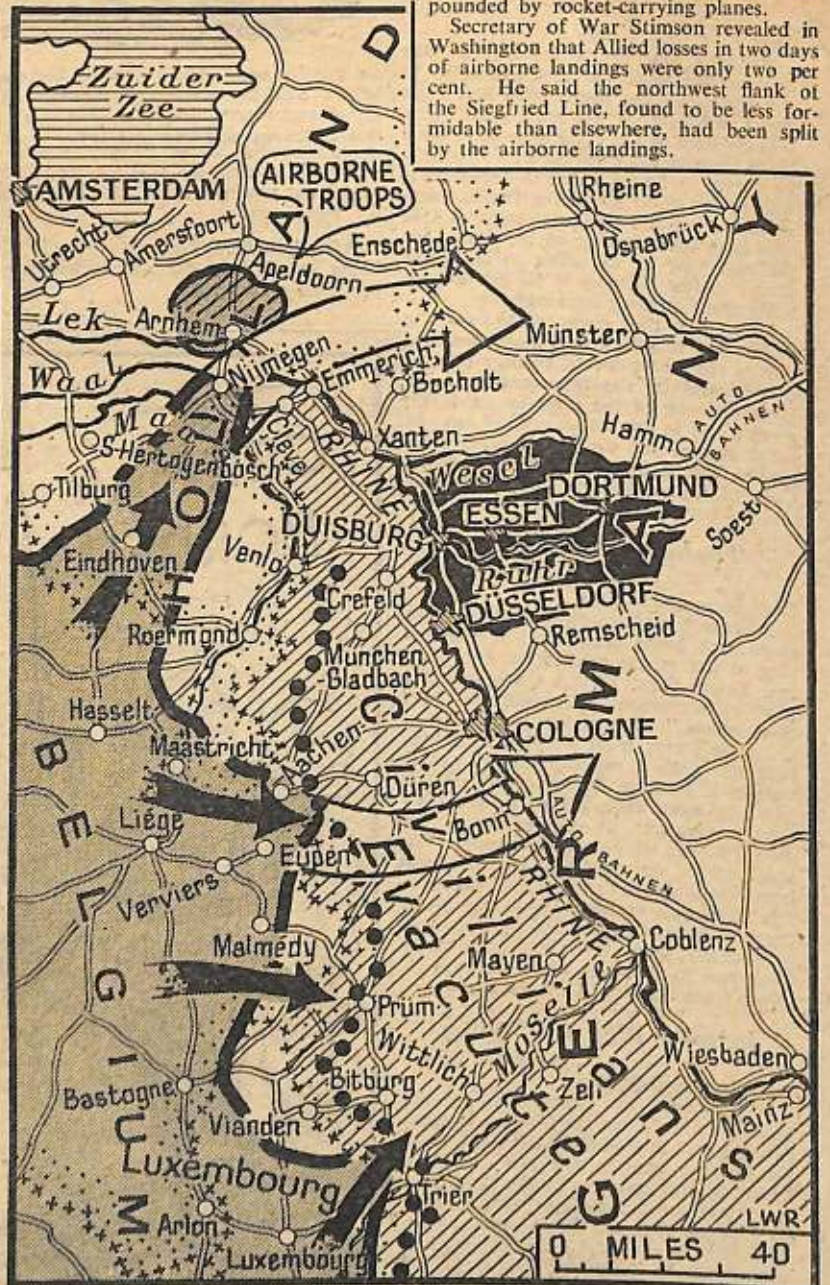 pounded by rocket-carrying planes.
Secretary of War Stimson revealed in
Washington that Allied losses in two days
of airborne landings were only two per
cent. He said the northwest flank of
the Siegfried Line, found to be less for-
midable than elsewhere, had been split
by the airborne landings.
Zuider
Zee
AMSTERDAM
AIRBORNE
TROOPS
Rheine
Utrecht
Amersfoort
Apeldoorn
Enschede
Osnabrück
Lek
Arnhem
Münster
Waal
Nijmegen
Emmerich
Bocholt
Maas
S-Hertogenbosch
Cleve
RHINE
Xanten
Hamm
AUTO
BAHNEN
Tilburg
Wesel
DORTMUND
ESSEN
Soest
DUISBURG
Eindhoven
Venlo
Ruhr
Crefeld
DÜSSELDORF
Roermond
Remscheid
München
Gladbach
Hasselt
COLOGNE
Maastricht
Aachen
Düren
Bonn
AUTO BAHNEN
Liége
Eupen
Verviers
RHINE
Malmédy
Coblenz
Mayen
Moselle
Prüm
Wittlich
Wiesbaden
Bastogne
Bitburg
Zell
Mainz
Vianden
Luxembourg
Trier
Arlon
Luxembourg
HOLLAND
BELGIUM
GERMANY
Civilians Evacuate
LWR
0 MILES 40